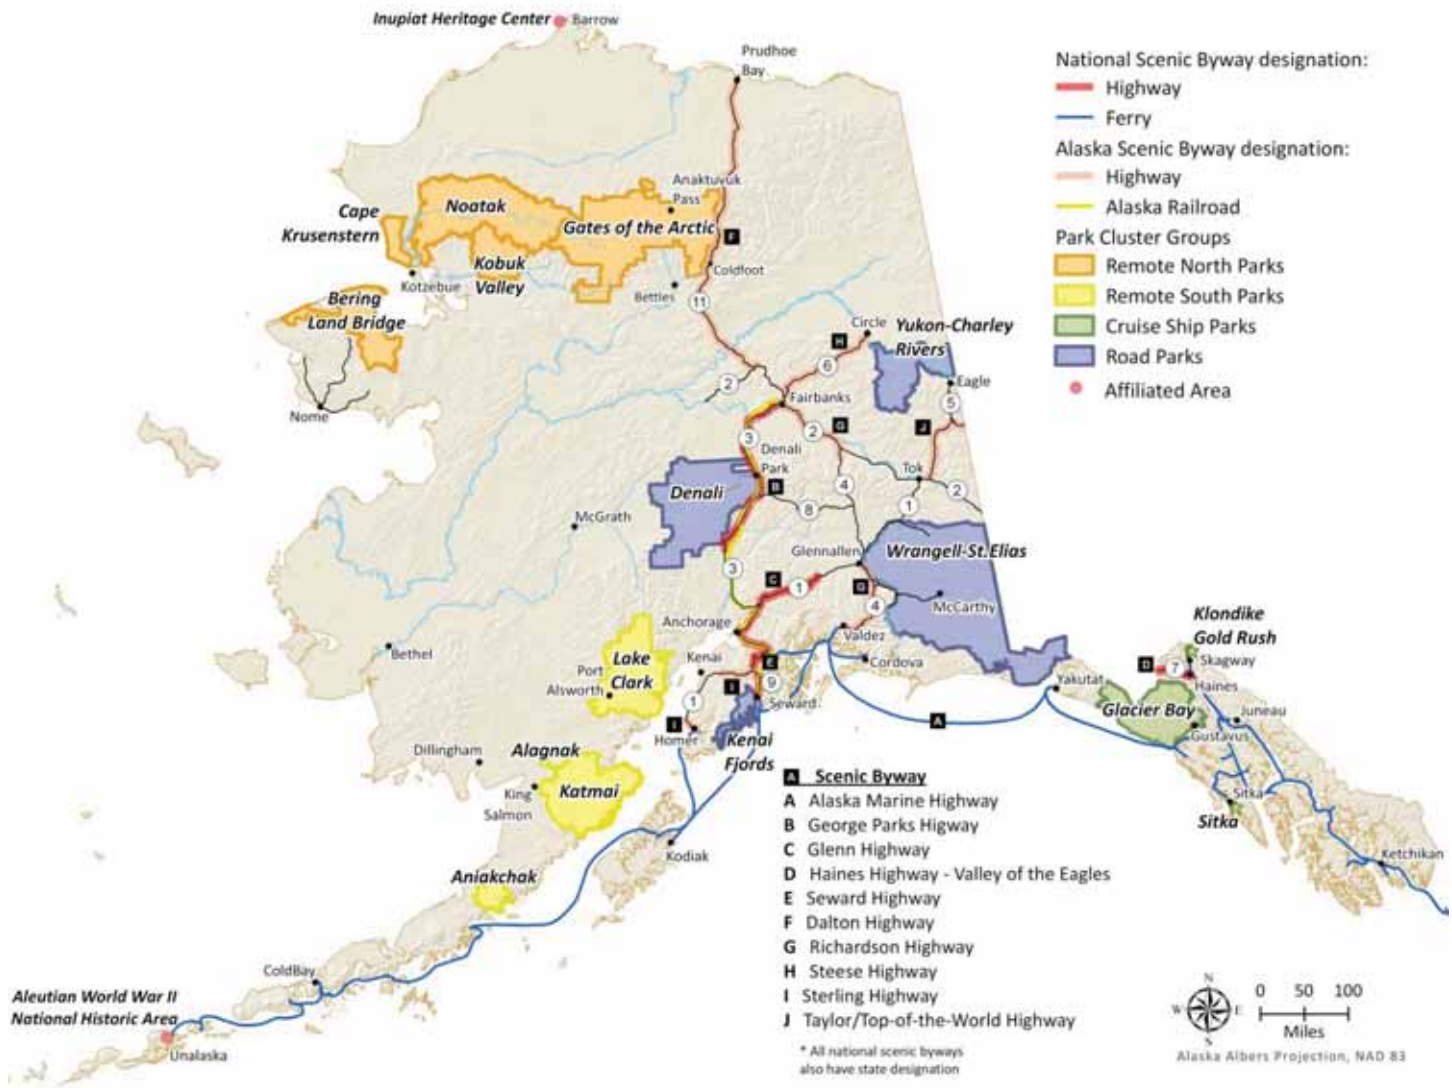 Inupiat Heritage Center
Barrow
Prudhoe
Bay
National Scenic Byway designation:
Highway
Ferry
Alaska Scenic Byway designation:
Highway
Alaska Railroad
Park Cluster Groups
Remote North Parks
Remote South Parks
Cruise Ship Parks
Road Parks
Affiliated Area
Anaktuvuk
Pass
Noatak
Cape
Krusenstern
Gates of the Arctic
F
Kobuk
Valley
Coldfoot
Kotzebue
Bettles
11
Bering
Land Bridge
Circle
Yukon-Charley
Rivers
H
6
2
Eagle
Fairbanks
5
Nome
G
J
2
3
Denali
Park
Tok
B
4
2
Denali
8
1
McGrath
Glennallen
Wrangell-St.Elias
3
C
1
G
McCarthy
4
Klondike
Gold Rush
Anchorage
Valdez
Bethel
Lake
Clark
Kenai
E
Cordova
D
7
Skagway
Port
Alsworth
9
Yakutat
Haines
1
Seward
Glacier Bay
Juneau
I
Homer
A
Gustavus
Kenai
Fjords
Dillingham
Alagnak
King
Salmon
Katmai
Sitka
Sitka
Kodiak
Ketchikan
Aniakchak
A Scenic Byway
A Alaska Marine Highway
B George Parks Higway
C Glenn Highway
D Haines Highway - Valley of the Eagles
E Seward Highway
F Dalton Highway
G Richardson Highway
H Steese Highway
I Sterling Highway
J Taylor/Top-of-the-World Highway
* All national scenic byways
also have state designation
ColdBay
Aleutian World War II
National Historic Area
Unalaska
N
W E
S
0 50 100
Miles
Alaska Albers Projection, NAD 83